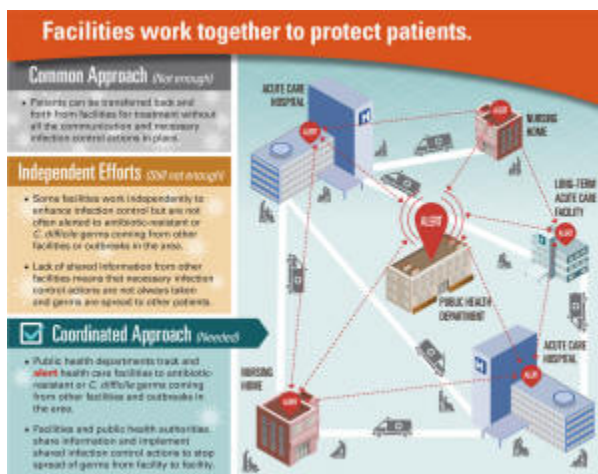 Facilities work together to protect patients.
Common Approach (Not enough)
• Patients can be transferred back and
forth from facilities for treatment without
all the communication and necessary
infection control actions in place.
Independent Efforts (Still not enough)
• Some facilities work independently to
enhance infection control but are not
often alerted to antibiotic-resistant or
C. difficile germs coming from other
facilities or outbreaks in the area.
• Lack of shared information from other
facilities means that necessary infection
control actions are not always taken
and germs are spread to other patients.
Coordinated Approach (Needed)
• Public health departments track and
alert health care facilities to antibiotic-
resistant or C. difficile germs coming
from other facilities and outbreaks in
the area.
• Facilities and public health authorities
share information and implement
shared infection control actions to stop
spread of germs from facility to facility.
ACUTE CARE
HOSPITAL
H
ALERT
ALERT
NURSING
HOME
LONG-TERM
ACUTE CARE
FACILITY
ALERT
ALERT
PUBLIC HEALTH
DEPARTMENT
NURSING
HOME
ALERT
ACUTE CARE
HOSPITAL
H
ALERT